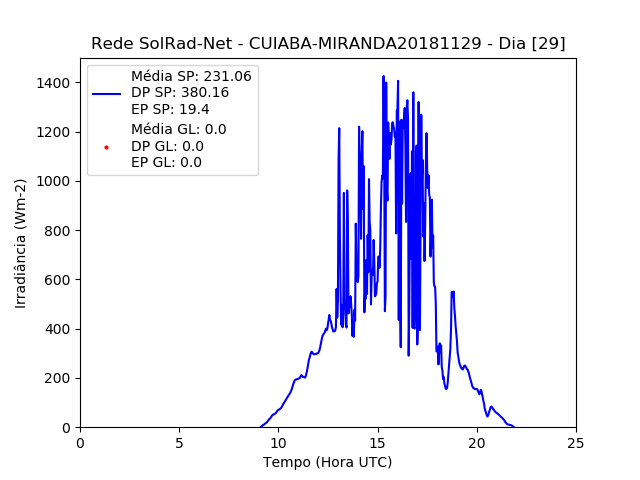 Rede SolRad-Net - CUIABA-MIRANDA20181129 - Dia [29]
Média SP: 231.06
DP SP: 380.16
EP SP: 19.4
Média GL: 0.0
DP GL: 0.0
EP GL: 0.0
Irradiância (Wm-2)
1400
1200
1000
800
600
400
200
0
0 5 10 15 20 25
Tempo (Hora UTC)